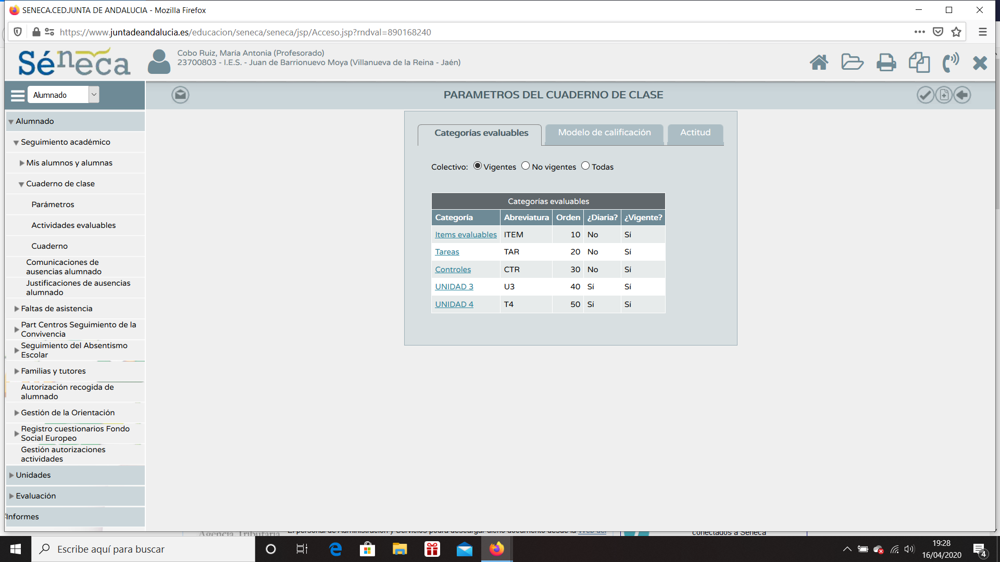 SENECA.CED.JUNTA DE ANDALUCIA - Mozilla Firefox
https://www.juntadeandalucia.es/educacion/seneca/seneca/jsp/Acceso.jsp?rndval=890168240
Séneca
Cobo Ruiz, María Antonia (Profesorado)
23700803 - I.E.S. - Juan de Barrionuevo Moya (Villanueva de la Reina - Jaén)
Alumnado
PARAMETROS DEL CUADERNO DE CLASE
Alumnado
Seguimiento académico
Mis alumnos y alumnas
Cuaderno de clase
Parámetros
Actividades evaluables
Cuaderno
Comunicaciones de
ausencias alumnado
Justificaciones de ausencias
alumnado
Faltas de asistencia
Part Centros Seguimiento de la
Convivencia
Seguimiento del Absentismo
Escolar
Familias y tutores
Autorización recogida de
alumnado
Gestión de la Orientación
Registro cuestionarios Fondo
Social Europeo
Gestión autorizaciones
actividades
Unidades
Evaluación
Informes
Categorías evaluables Modelo de calificación Actitud
Colectivo: Vigentes No vigentes Todas
Categorías evaluables
Categoría Abreviatura Orden ¿Diaria? ¿Vigente?
Items evaluables ITEM 10 No Sí
Tareas TAR 20 No Sí
Controles CTR 30 No Sí
UNIDAD 3 U3 40 Sí Sí
UNIDAD 4 T4 50 Sí Sí
Agencia Tributaria El personal de Administración y Servicios podrá descargar dicho documento desde la Web del
conectados a Séneca
Escribe aquí para buscar
19:28
16/04/2020
4